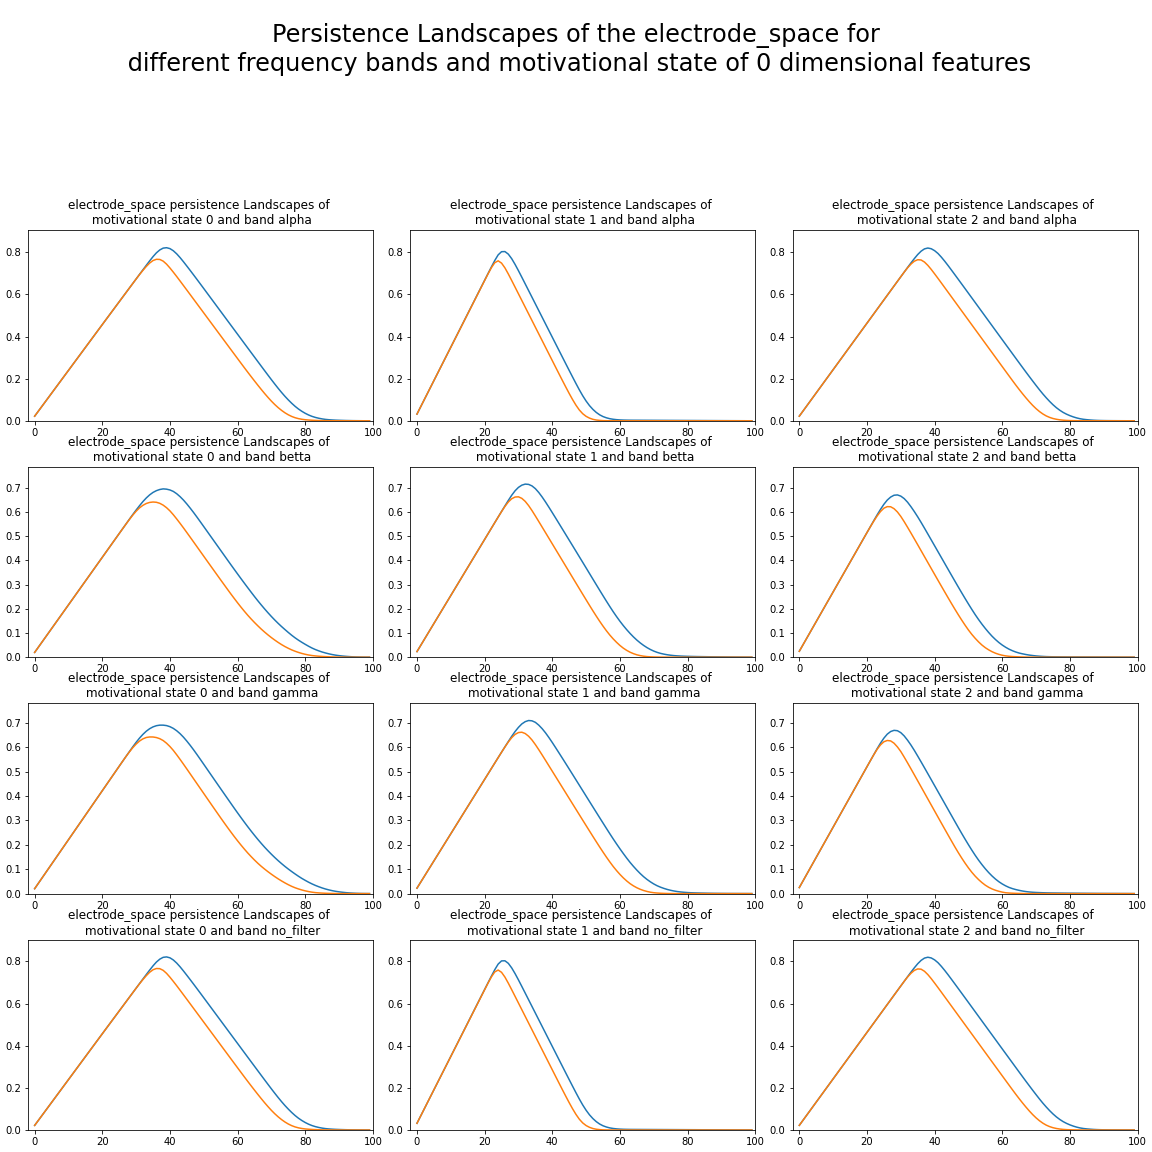 Persistence Landscapes of the electrode_space for
different frequency bands and motivational state of 0 dimensional features
electrode_space persistence Landscapes of
motivational state 0 and band alpha
0.8
0.6
0.4
0.2
0.0
0 20 40 60 80 100
electrode_space persistence Landscapes of
motivational state 1 and band alpha
0.8
0.6
0.4
0.2
0.0
0 20 40 60 80 100
electrode_space persistence Landscapes of
motivational state 2 and band alpha
0.8
0.6
0.4
0.2
0.0
0 20 40 60 80 100
electrode_space persistence Landscapes of
motivational state 0 and band betta
0.7
0.6
0.5
0.4
0.3
0.2
0.1
0.0
0 20 40 60 80 100
electrode_space persistence Landscapes of
motivational state 1 and band betta
0.7
0.6
0.5
0.4
0.3
0.2
0.1
0.0
0 20 40 60 80 100
electrode_space persistence Landscapes of
motivational state 2 and band betta
0.7
0.6
0.5
0.4
0.3
0.2
0.1
0.0
0 20 40 60 80 100
electrode_space persistence Landscapes of
motivational state 0 and band gamma
0.7
0.6
0.5
0.4
0.3
0.2
0.1
0.0
0 20 40 60 80 100
electrode_space persistence Landscapes of
motivational state 1 and band gamma
0.7
0.6
0.5
0.4
0.3
0.2
0.1
0.0
0 20 40 60 80 100
electrode_space persistence Landscapes of
motivational state 2 and band gamma
0.7
0.6
0.5
0.4
0.3
0.2
0.1
0.0
0 20 40 60 80 100
electrode_space persistence Landscapes of
motivational state 0 and band no_filter
0.8
0.6
0.4
0.2
0.0
0 20 40 60 80 100
electrode_space persistence Landscapes of
motivational state 1 and band no_filter
0.8
0.6
0.4
0.2
0.0
0 20 40 60 80 100
electrode_space persistence Landscapes of
motivational state 2 and band no_filter
0.8
0.6
0.4
0.2
0.0
0 20 40 60 80 100